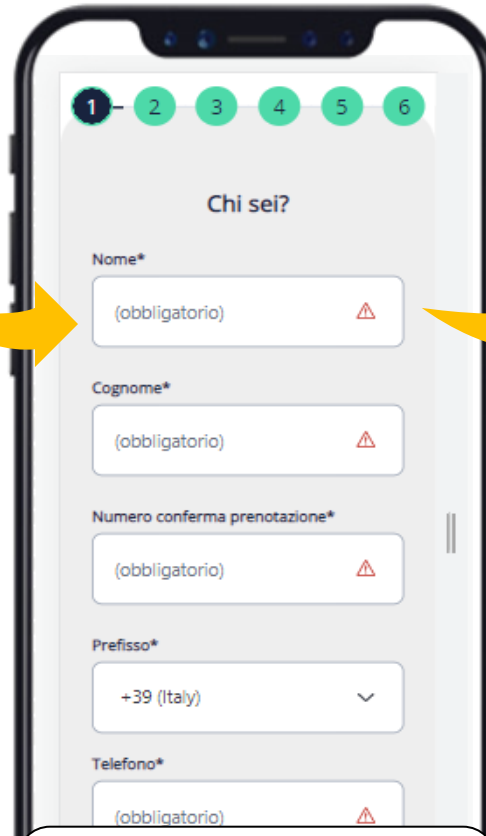 1 2 3 4 5 6
Chi sei?
Nome*
(obbligatorio)
Cognome*
(obbligatorio)
Numero conferma prenotazione*
(obbligatorio)
Prefisso*
+39 (Italy)
Telefono*
(obbligatorio)